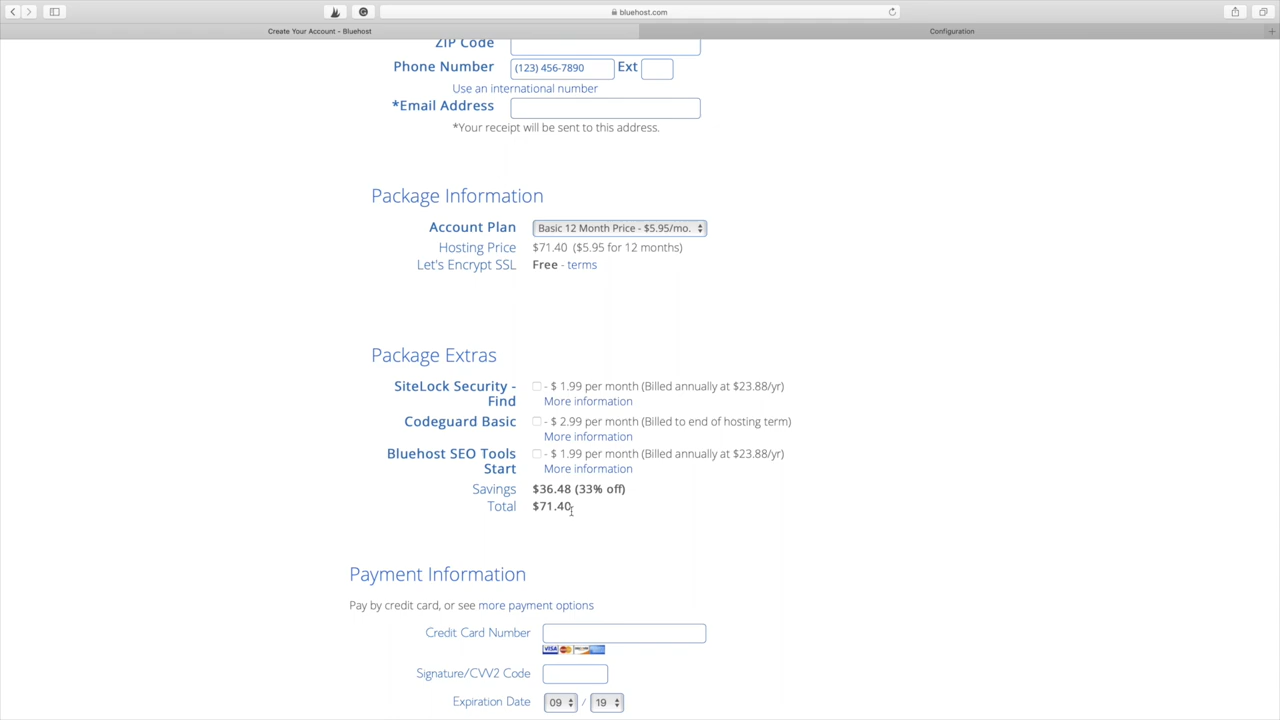 bluehost.com
Create Your Account - Bluehost
Configuration
ZIP Code
Phone Number (123) 456-7890 Ext
Use an international number
*Email Address
*Your receipt will be sent to this address.
Package Information
Account Plan Basic 12 Month Price - $5.95/mo.
Hosting Price $71.40 ($5.95 for 12 months)
Let's Encrypt SSL Free - terms
Package Extras
SiteLock Security - - $ 1.99 per month (Billed annually at $23.88/yr)
Find More information
Codeguard Basic - $ 2.99 per month (Billed to end of hosting term)
More information
Bluehost SEO Tools - $ 1.99 per month (Billed annually at $23.88/yr)
Start More information
Savings $36.48 (33% off)
Total $71.40
Payment Information
Pay by credit card, or see more payment options
Credit Card Number
VISA
Signature/CVV2 Code
Expiration Date 09 / 19